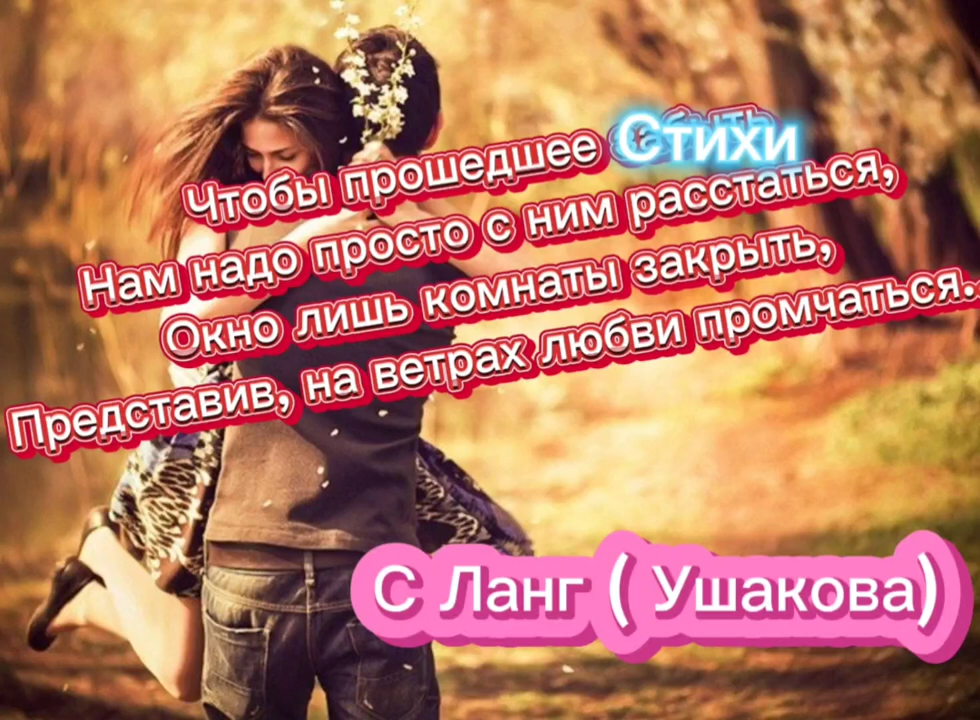 Чтобы прошедшее
Стихи
Нам надо просто с ним расстаться,
Окно лишь комнаты закрыть,
Представив, на ветрах любви промчаться.
С Ланг ( Ушакова)